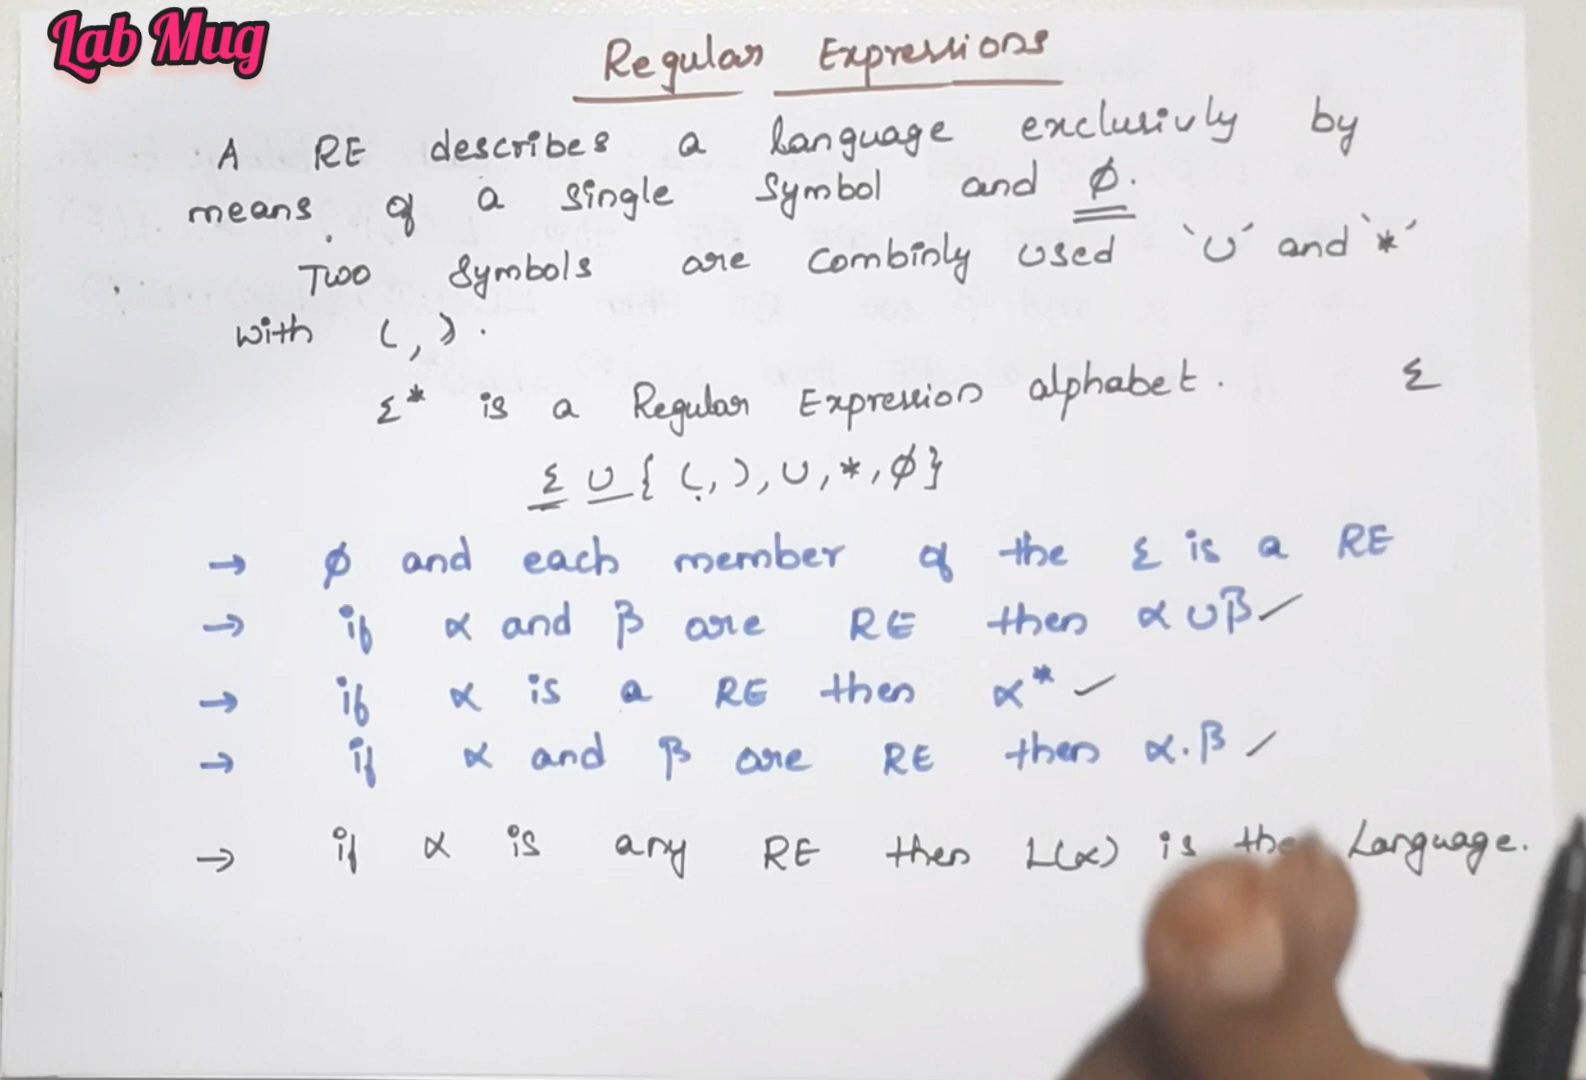 Lab Mug
Regular Expressions
A RE describes a language exclusivly by
means of a single symbol and ϕ.
Two symbols are combinly used 'U' and '*'
with (,).
Σ* is a Regular Expression alphabet. Σ
Σ U { (,), U, *, ϕ}
→ ϕ and each member of the Σ is a RE
→ if α and β are RE then α U β ✓
→ if α is a RE then α* ✓
→ if α and β are RE then α.β ✓
→ if α is any RE then L(α) is the Language.